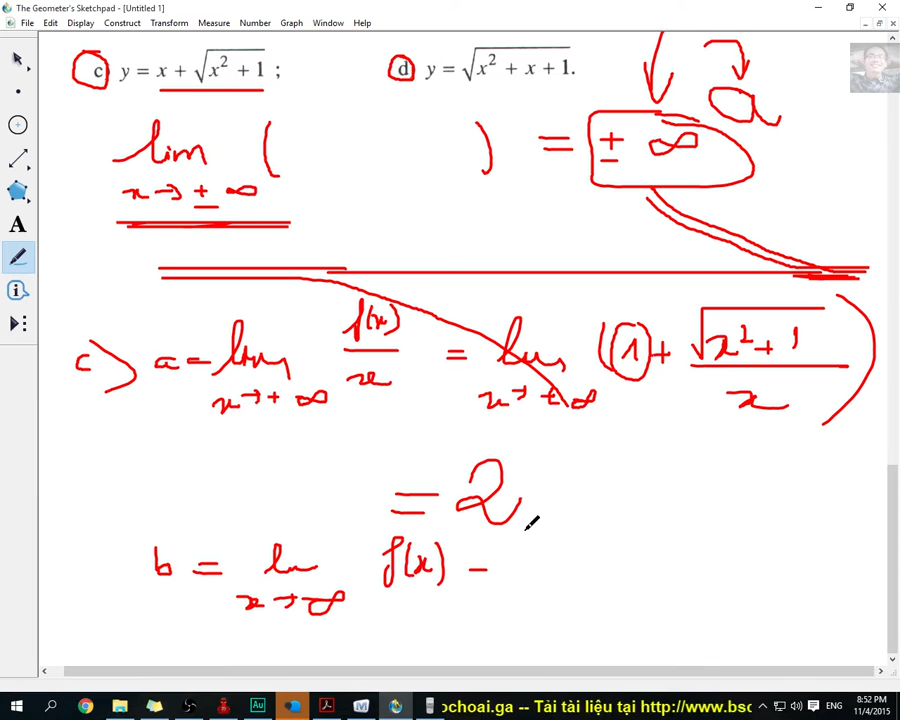 The Geometer's Sketchpad - [Untitled 1]
File Edit Display Construct Transform Measure Number Graph Window Help
c) y = x + √(x² + 1) ; d) y = √(x² + x + 1).
a
lim ( ) = ± ∞
x → ± ∞
c) a = lim f(x)/x = lim (1 + √(x² + 1)/x)
x → + ∞ x → + ∞
= 2
b = lim f(x) -
x → ∞
A
Au
8:52 PM
ochoai.ga -- Tải tài liệu tại http://www.bsc
11/4/2015